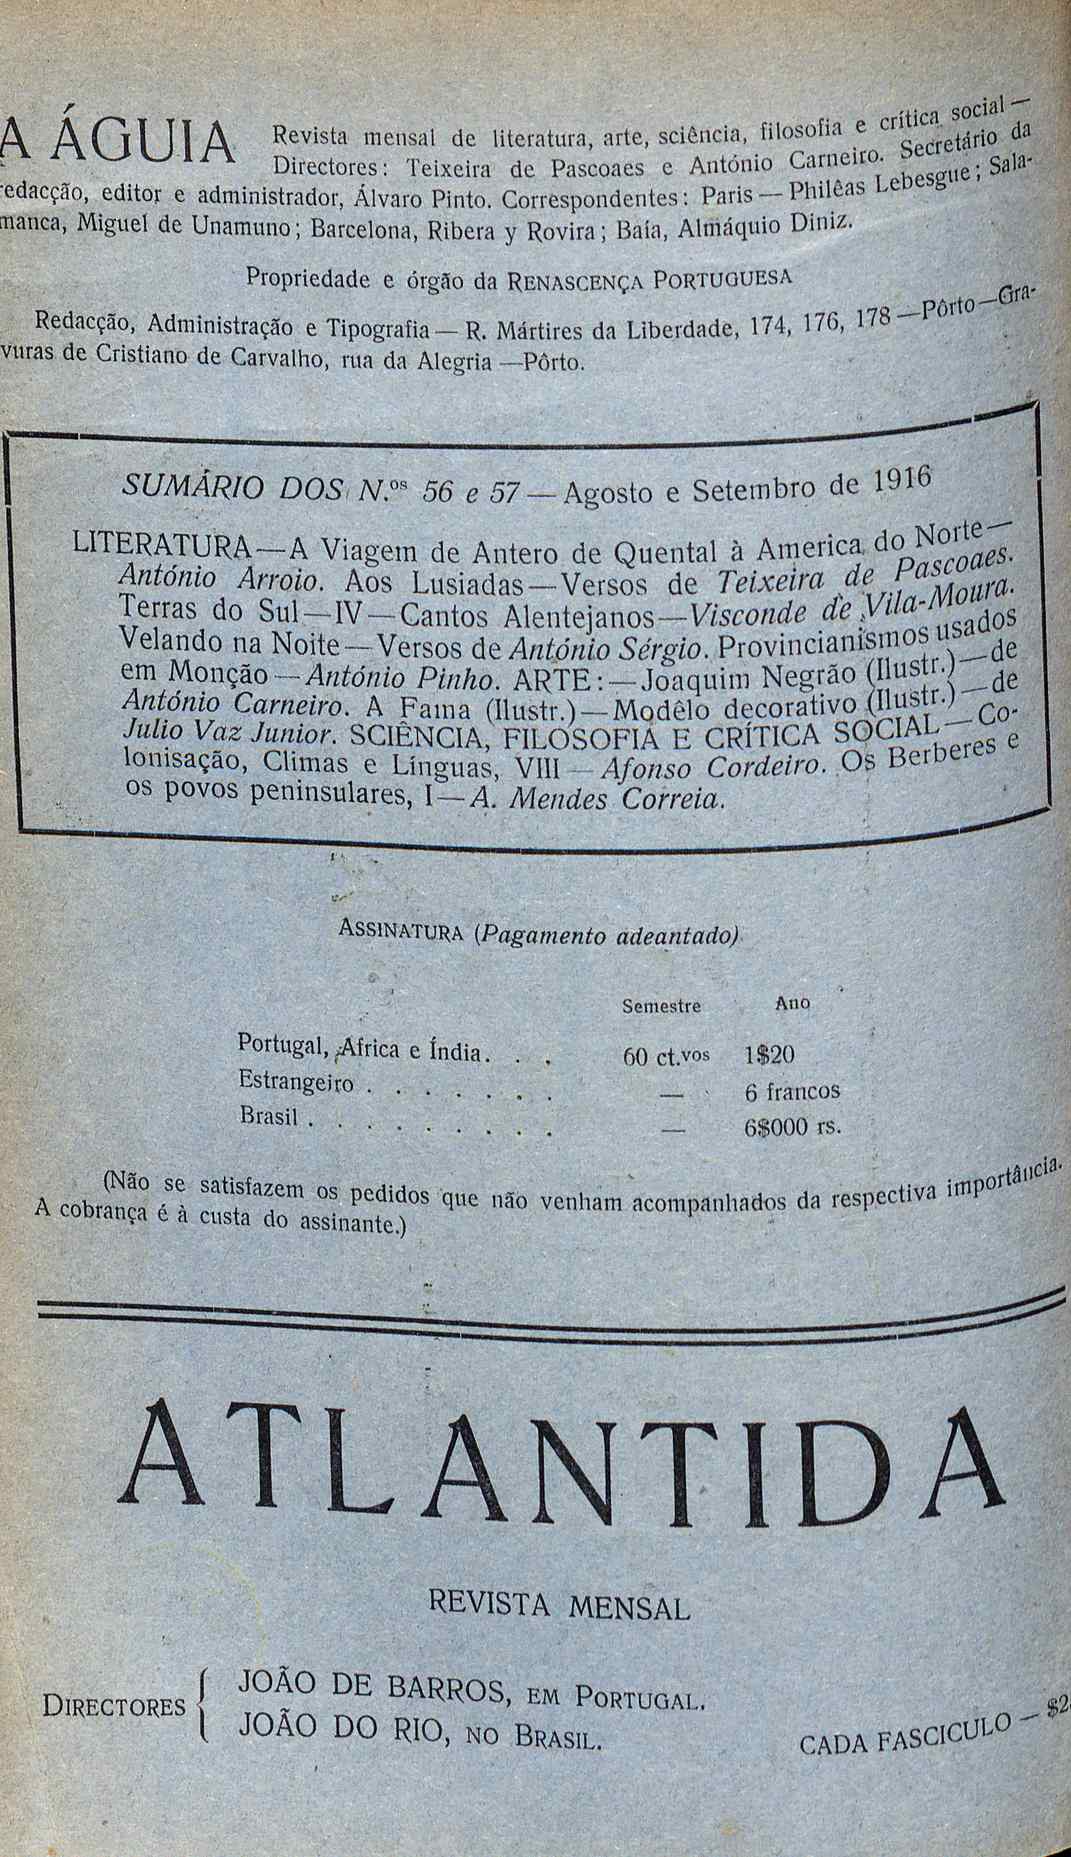 A ÁGUIA Revista mensal de literatura, arte, sciência, filosofia e crítica social—
Directores: Teixeira de Pascoaes e António Carneiro. Secretário da
redacção, editor e administrador, Álvaro Pinto. Correspondentes: Paris—Philêas Lebesgue; Sala-
manca, Miguel de Unamuno; Barcelona, Ribera y Rovira; Baía, Almáquio Diniz.
Propriedade e órgão da RENASCENÇA PORTUGUESA
Redacção, Administração e Tipografia—R. Mártires da Liberdade, 174, 176, 178—Pôrto—Gra-
vuras de Cristiano de Carvalho, rua da Alegria—Pôrto.
SUMÁRIO DOS N.os 56 e 57—Agosto e Setembro de 1916
LITERATURA—A Viagem de Antero de Quental à America do Norte—
António Arroio. Aos Lusiadas—Versos de Teixeira de Pascoaes.
Terras do Sul—IV—Cantos Alentejanos—Visconde de Vila-Moura.
Velando na Noite—Versos de António Sérgio. Provincianismos usados
em Monção—António Pinho. ARTE:—Joaquim Negrão (Ilustr.)—de
António Carneiro. A Fama (Ilustr.)—Modêlo decorativo (Ilustr.)—de
Julio Vaz Junior. SCIÊNCIA, FILOSOFIA E CRÍTICA SOCIAL—Co-
lonisação, Climas e Línguas, VIII—Afonso Cordeiro. Os Berberes e
os povos peninsulares, I—A. Mendes Correia.
ASSINATURA (Pagamento adeantado)
Semestre Ano
Portugal, Africa e Índia. . . 60 ct.vos 1$20
Estrangeiro . . . . . . . — 6 francos
Brasil . . . . . . . . . — 6$000 rs.
(Não se satisfazem os pedidos que não venham acompanhados da respectiva importância.
A cobrança é à custa do assinante.)
ATLANTIDA
REVISTA MENSAL
DIRECTORES { JOÃO DE BARROS, EM PORTUGAL.
JOÃO DO RIO, NO BRASIL.
CADA FASCICULO—